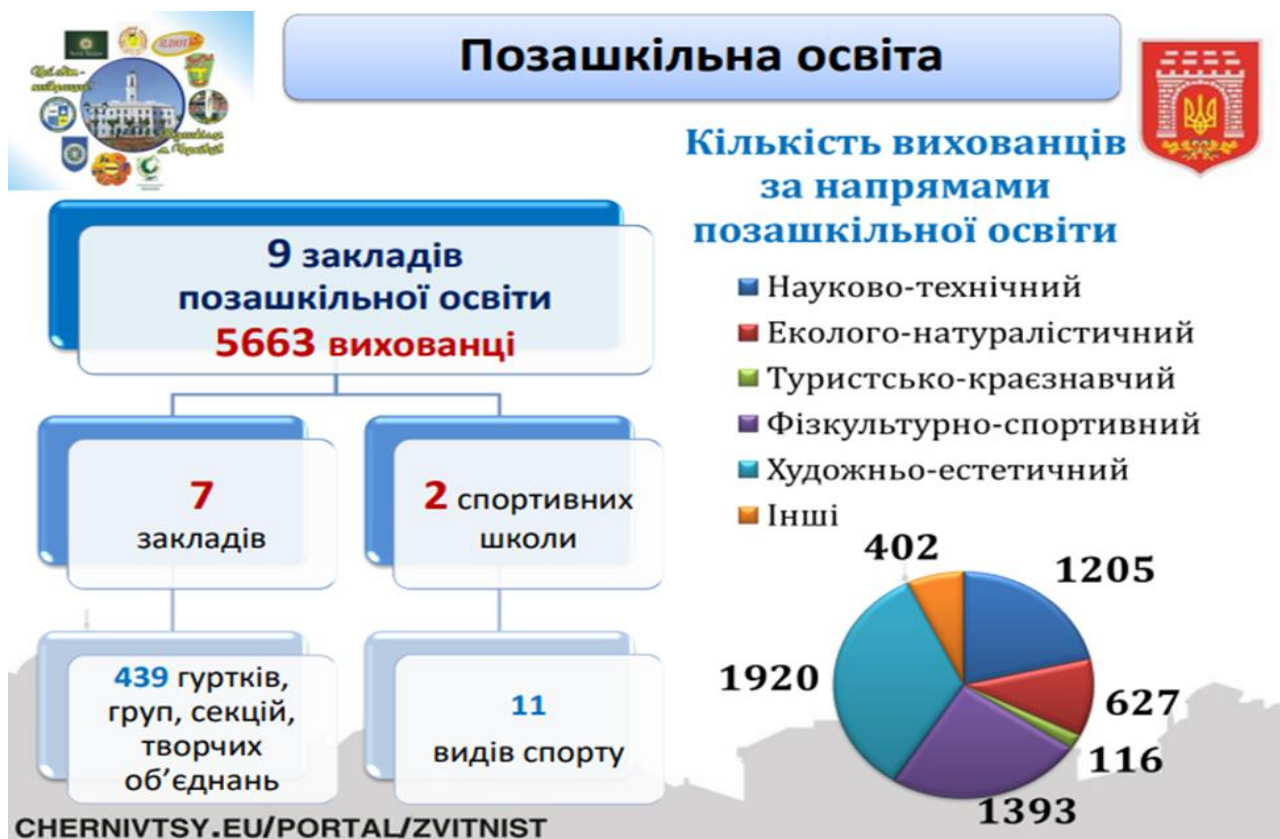 Позашкільна освіта
Кількість вихованців
за напрямами
позашкільної освіти
9 закладів
позашкільної освіти
5663 вихованці
7
закладів
2 спортивних
школи
439 гуртків,
груп, секцій,
творчих
об’єднань
11
видів спорту
Науково-технічний
Еколого-натуралістичний
Туристсько-краєзнавчий
Фізкультурно-спортивний
Художньо-естетичний
Інші
402
1205
1920
627
116
1393
CHERNIVTSY.EU/PORTAL/ZVITNIST